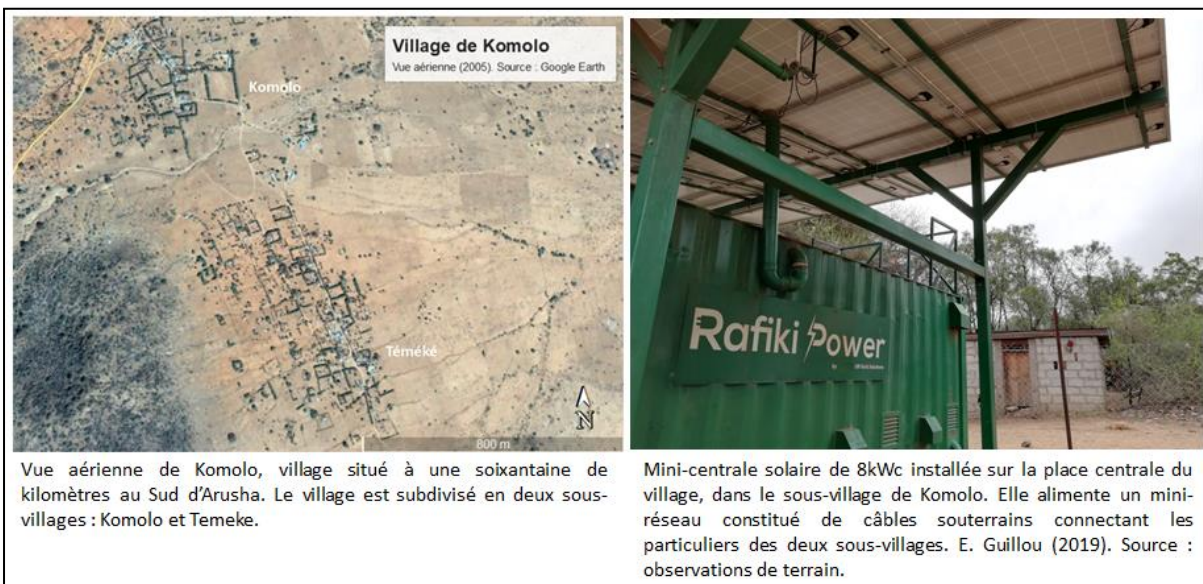 Village de Komolo
Vue aérienne (2005). Source : Google Earth
Komolo
Téméké
N
800 m
Rafiki Power
Vue aérienne de Komolo, village situé à une soixantaine de
kilomètres au Sud d'Arusha. Le village est subdivisé en deux sous-
villages : Komolo et Temeke.
Mini-centrale solaire de 8kWc installée sur la place centrale du
village, dans le sous-village de Komolo. Elle alimente un mini-
réseau constitué de câbles souterrains connectant les
particuliers des deux sous-villages. E. Guillou (2019). Source :
observations de terrain.